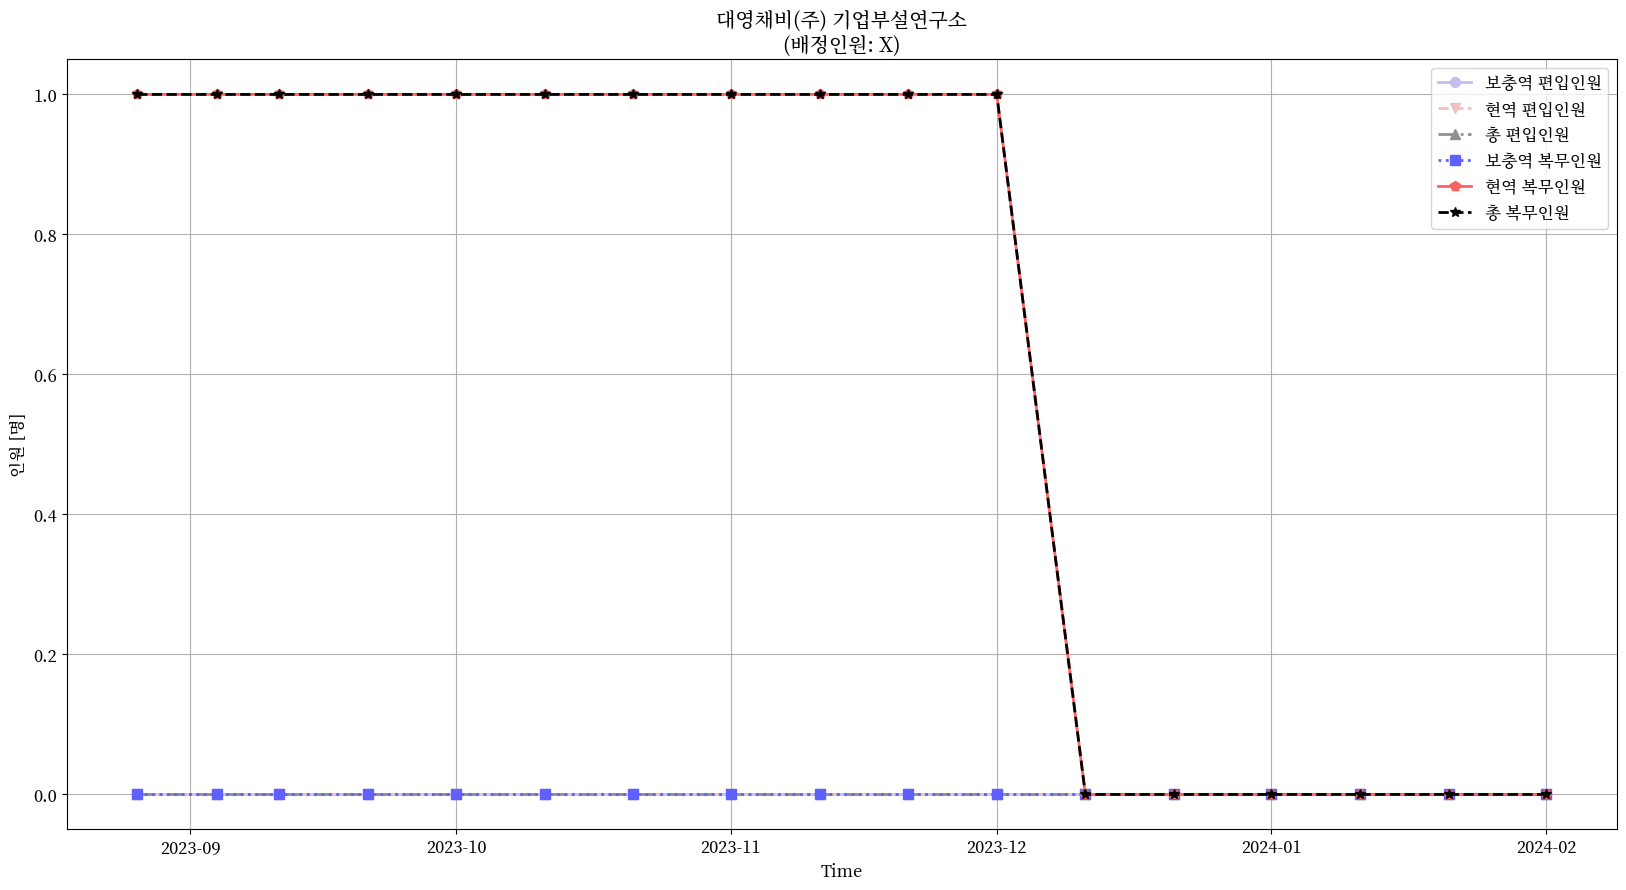 대영채비(주) 기업부설연구소
(배정인원: X)
보충역 편입인원
현역 편입인원
총 편입인원
보충역 복무인원
현역 복무인원
총 복무인원
인원 [명]
1.0
0.8
0.6
0.4
0.2
0.0
2023-09
2023-10
2023-11
2023-12
2024-01
2024-02
Time